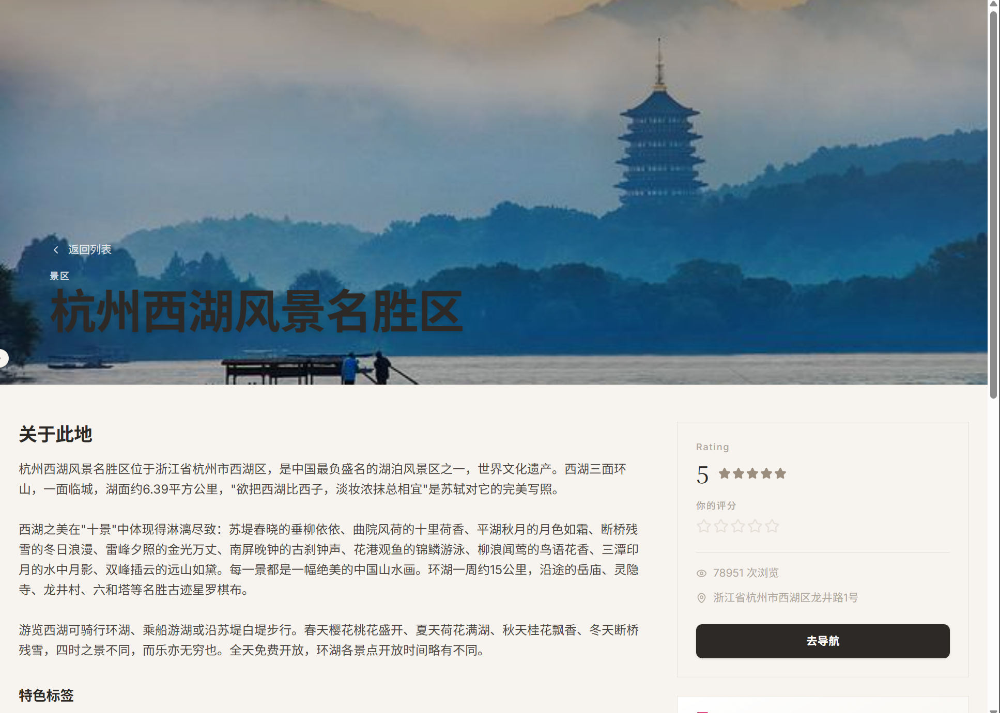 返回列表
景区
杭州西湖风景名胜区
关于此地
杭州西湖风景名胜区位于浙江省杭州市西湖区，是中国最负盛名的湖泊风景区之一，世界文化遗产。西湖三面环
山，一面临城，湖面约6.39平方公里，"欲把西湖比西子，淡妆浓抹总相宜"是苏轼对它的完美写照。
西湖之美在"十景"中体现得淋漓尽致：苏堤春晓的垂柳依依、曲院风荷的十里荷香、平湖秋月的月色如霜、断桥残
雪的冬日浪漫、雷峰夕照的金光万丈、南屏晚钟的古刹钟声、花港观鱼的锦鳞游泳、柳浪闻莺的鸟语花香、三潭印
月的水中月影、双峰插云的远山如黛。每一景都是一幅绝美的中国山水画。环湖一周约15公里，沿途的岳庙、灵隐
寺、龙井村、六和塔等名胜古迹星罗棋布。
游览西湖可骑行环湖、乘船游湖或沿苏堤白堤步行。春天樱花桃花盛开、夏天荷花满湖、秋天桂花飘香、冬天断桥
残雪，四时之景不同，而乐亦无穷也。全天免费开放，环湖各景点开放时间略有不同。
特色标签
Rating
5
你的评分
78951 次浏览
浙江省杭州市西湖区龙井路1号
去导航